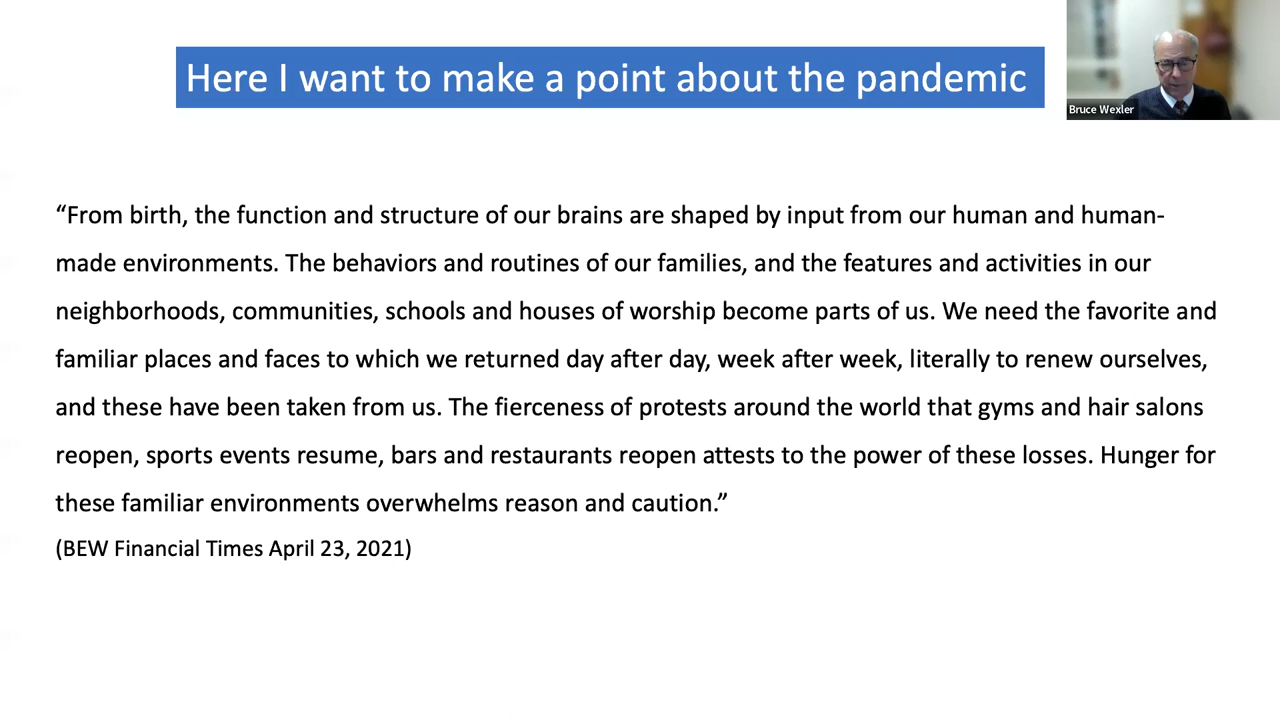 Here I want to make a point about the pandemic
Bruce Wexler
“From birth, the function and structure of our brains are shaped by input from our human and human-
made environments. The behaviors and routines of our families, and the features and activities in our
neighborhoods, communities, schools and houses of worship become parts of us. We need the favorite and
familiar places and faces to which we returned day after day, week after week, literally to renew ourselves,
and these have been taken from us. The fierceness of protests around the world that gyms and hair salons
reopen, sports events resume, bars and restaurants reopen attests to the power of these losses. Hunger for
these familiar environments overwhelms reason and caution.”
(BEW Financial Times April 23, 2021)